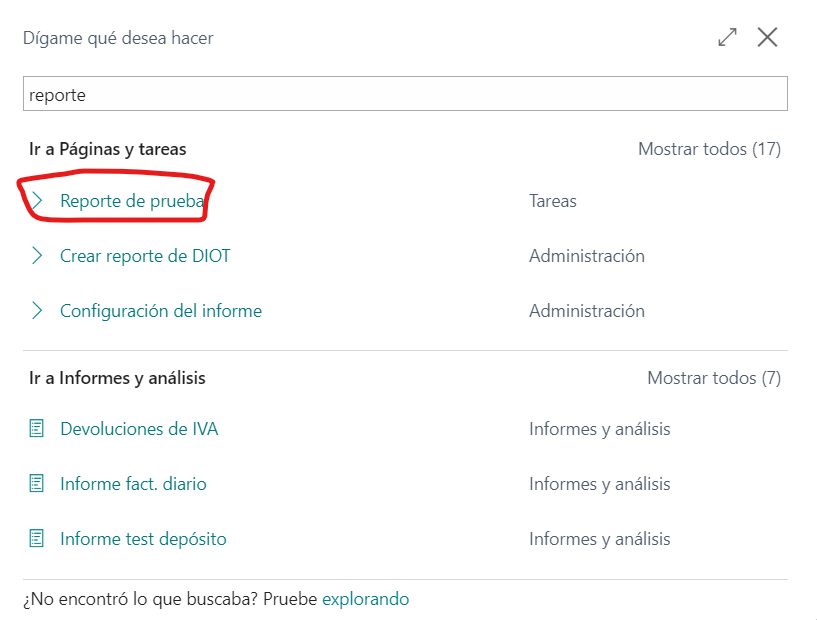 Dígame qué desea hacer
reporte
Ir a Páginas y tareas Mostrar todos (17)
Reporte de prueba Tareas
Crear reporte de DIOT Administración
Configuración del informe Administración
Ir a Informes y análisis Mostrar todos (7)
Devoluciones de IVA Informes y análisis
Informe fact. diario Informes y análisis
Informe test depósito Informes y análisis
¿No encontró lo que buscaba? Pruebe explorando